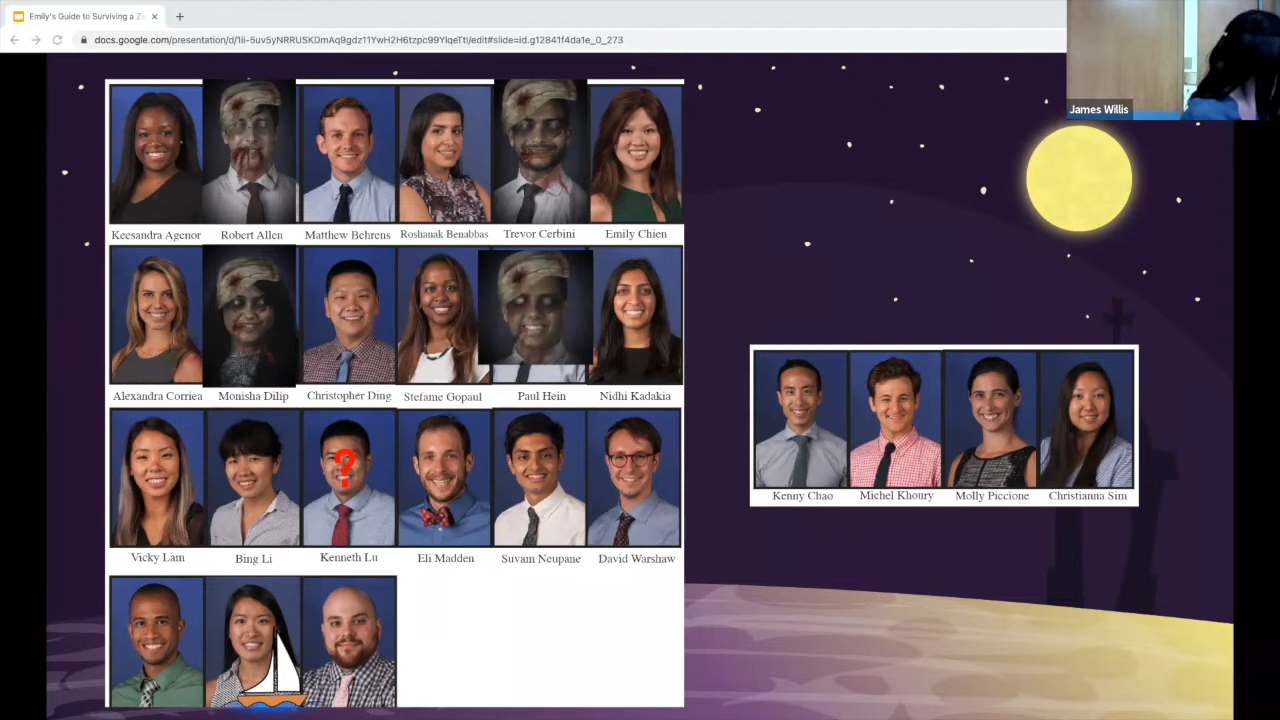 Emily's Guide to Surviving a Ze
docs.google.com/presentation/d/1Ii-5uv5yNRRUSKDmAq9gdz11YwH2H6tzpc99YlqeTtI/edit#slide=id.g12841f4da1e_0_273
James Willis
Keesandra Agenor Robert Allen Matthew Behrens Roshanak Benabbas Trevor Cerbini Emily Chien
Alexandra Corriea Monisha Dilip Christopher Ding Stefanie Gopaul Paul Hein Nidhi Kadakia
Kenny Chao Michel Khoury Molly Piccione Christianna Sim
?
Vicky Lam Bing Li Kenneth Lu Eli Madden Suvam Neupane David Warshaw